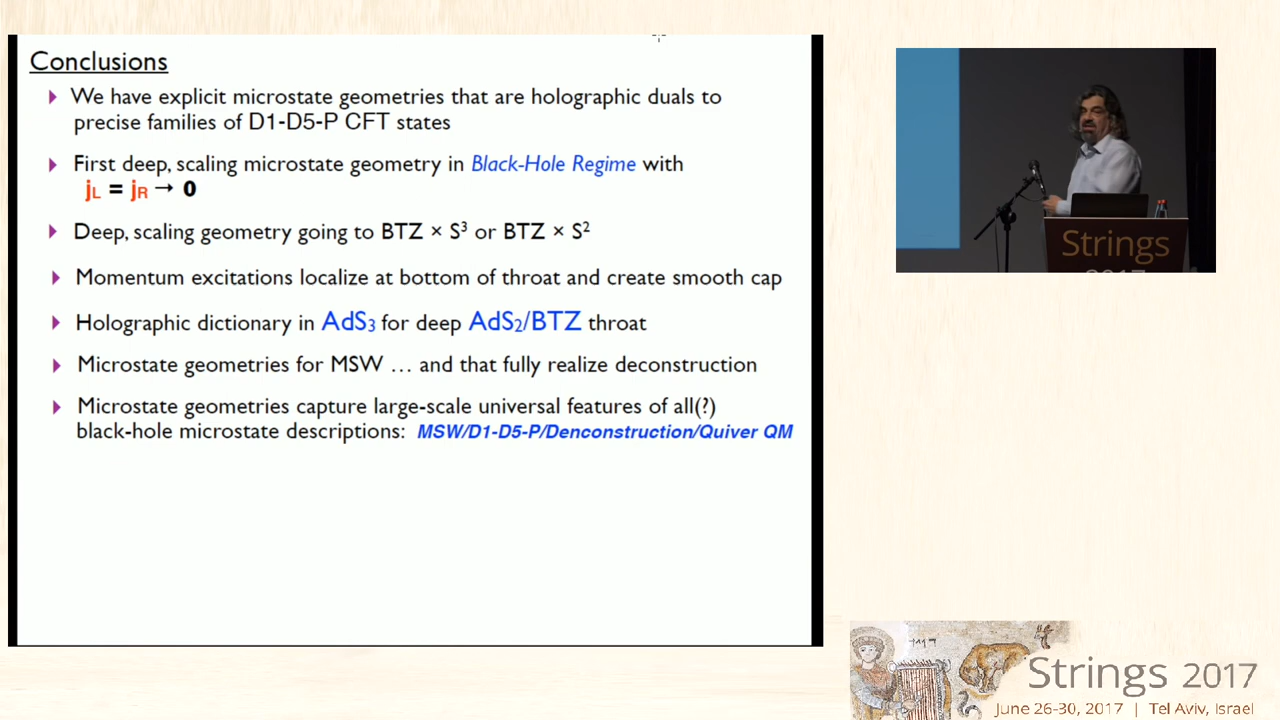 Conclusions
We have explicit microstate geometries that are holographic duals to
precise families of D1-D5-P CFT states
First deep, scaling microstate geometry in Black-Hole Regime with
jL = jR → 0
Deep, scaling geometry going to BTZ × S³ or BTZ × S²
Momentum excitations localize at bottom of throat and create smooth cap
Holographic dictionary in AdS₃ for deep AdS₂/BTZ throat
Microstate geometries for MSW … and that fully realize deconstruction
Microstate geometries capture large-scale universal features of all(?)
black-hole microstate descriptions: MSW/D1-D5-P/Denconstruction/Quiver QM
Strings
2017
Strings 2017
June 26-30, 2017 | Tel Aviv, Israel